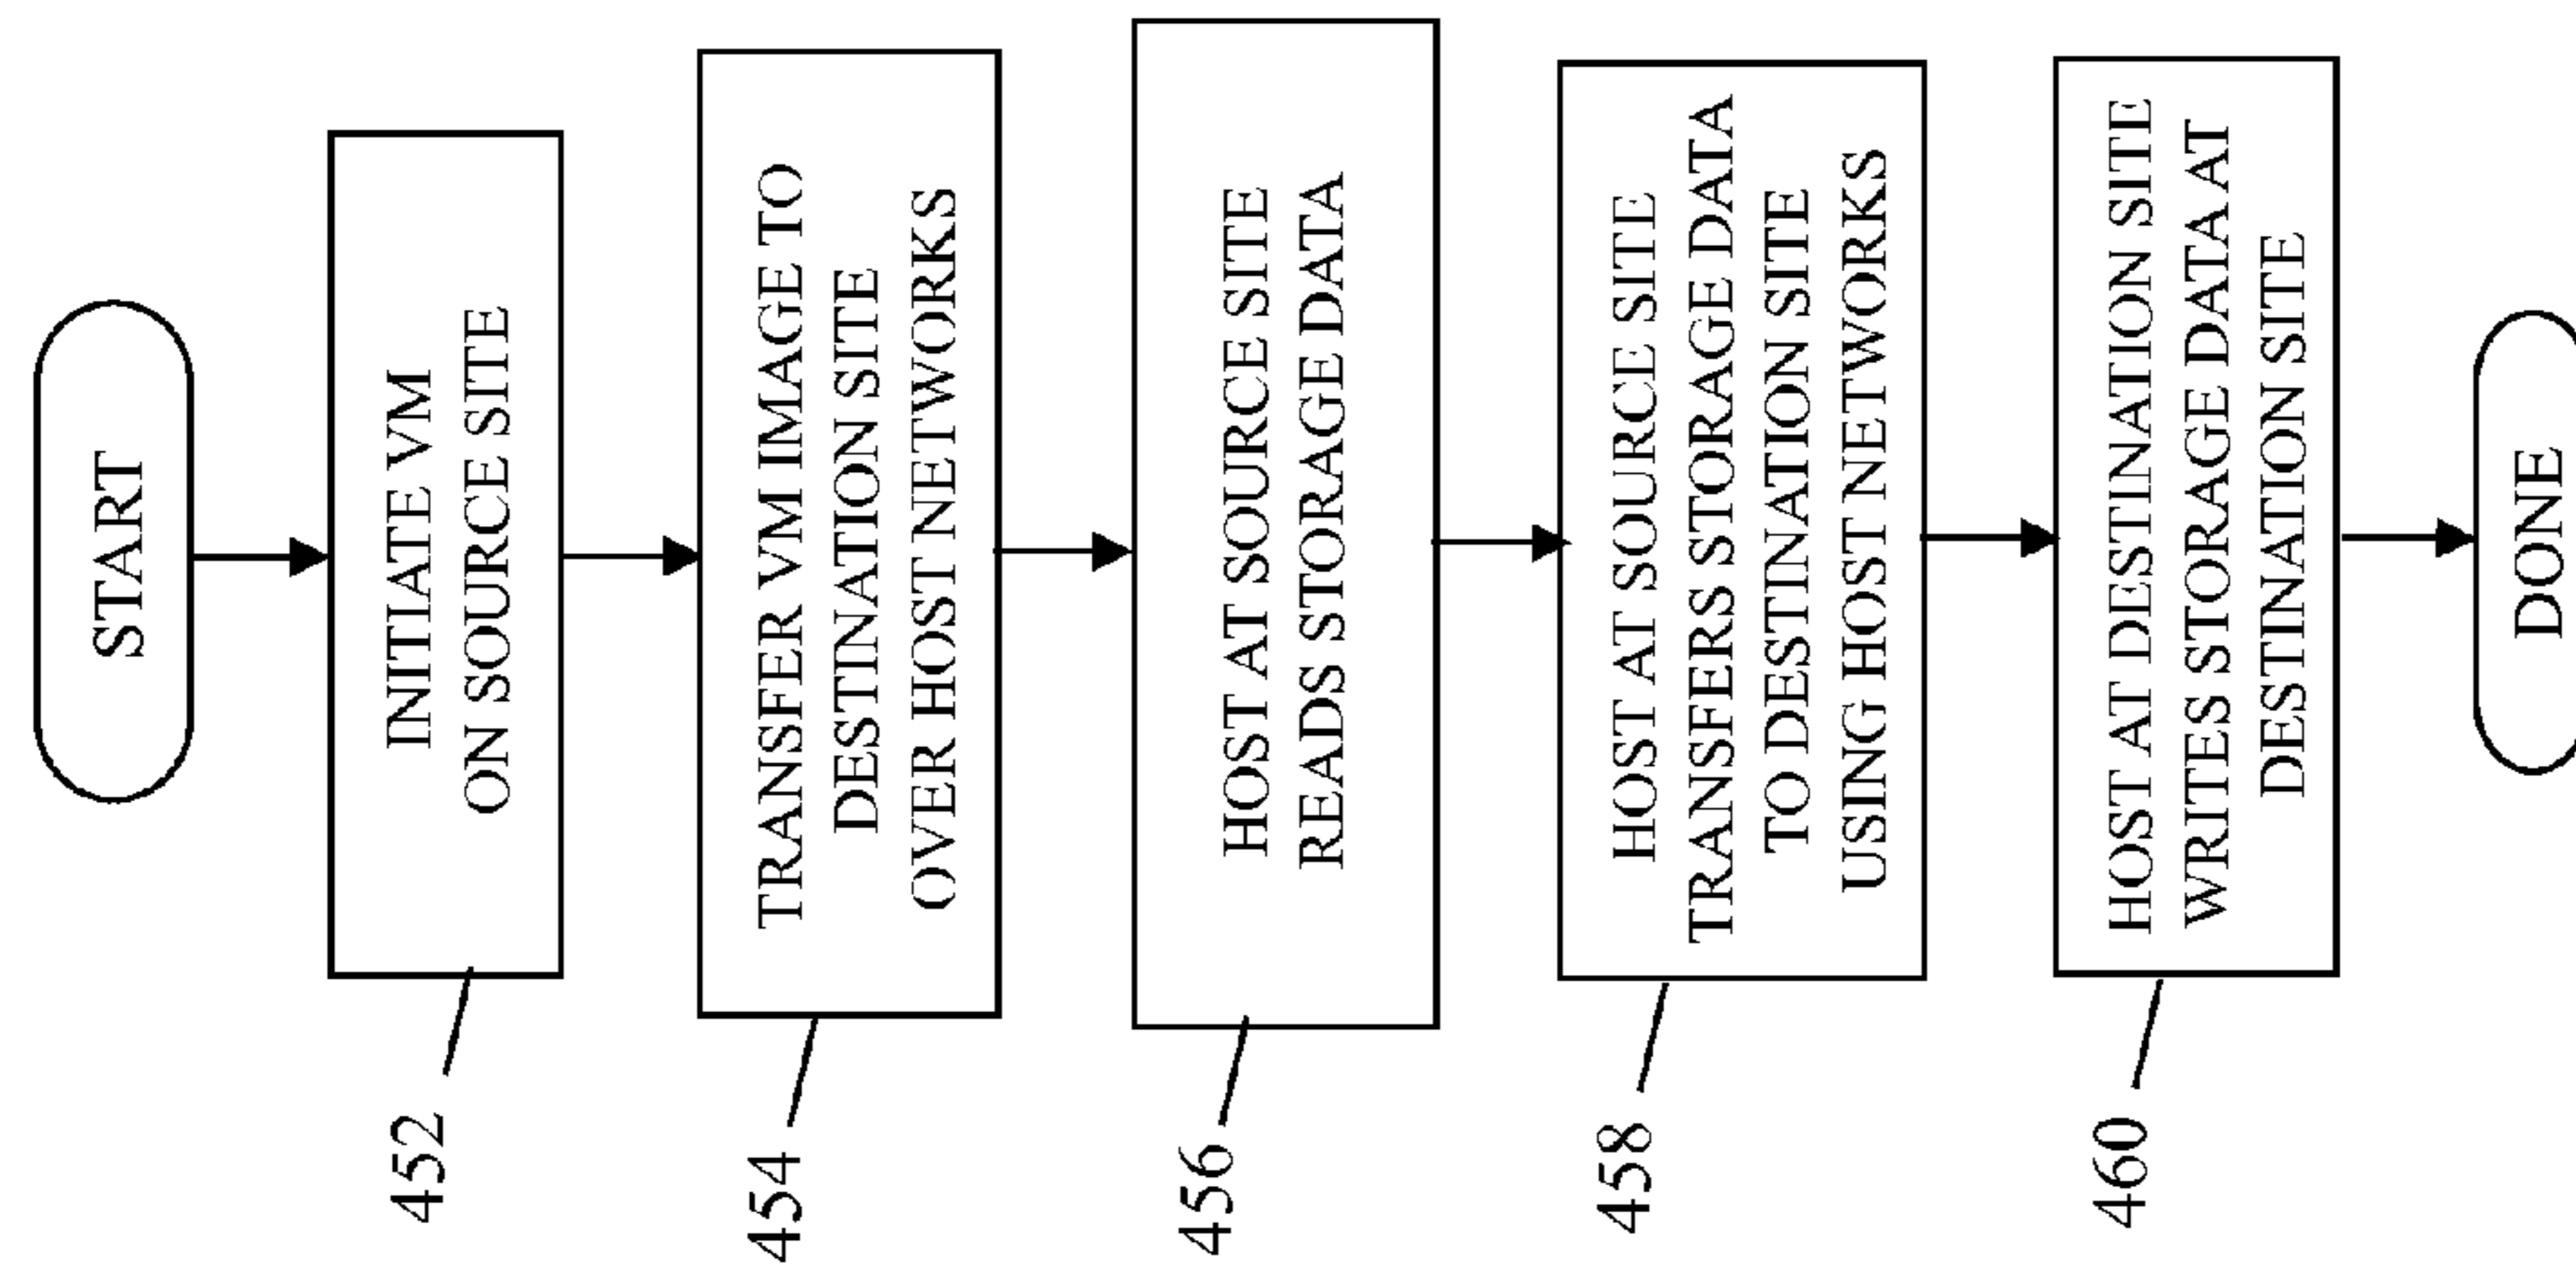 START
INITIATE VM
ON SOURCE SITE
452
TRANSFER VM IMAGE TO
DESTINATION SITE
OVER HOST NETWORKS
454
HOST AT SOURCE SITE
READS STORAGE DATA
456
HOST AT SOURCE SITE
TRANSFERS STORAGE DATA
TO DESTINATION SITE
USING HOST NETWORKS
458
HOST AT DESTINATION SITE
WRITES STORAGE DATA AT
DESTINATION SITE
460
DONE